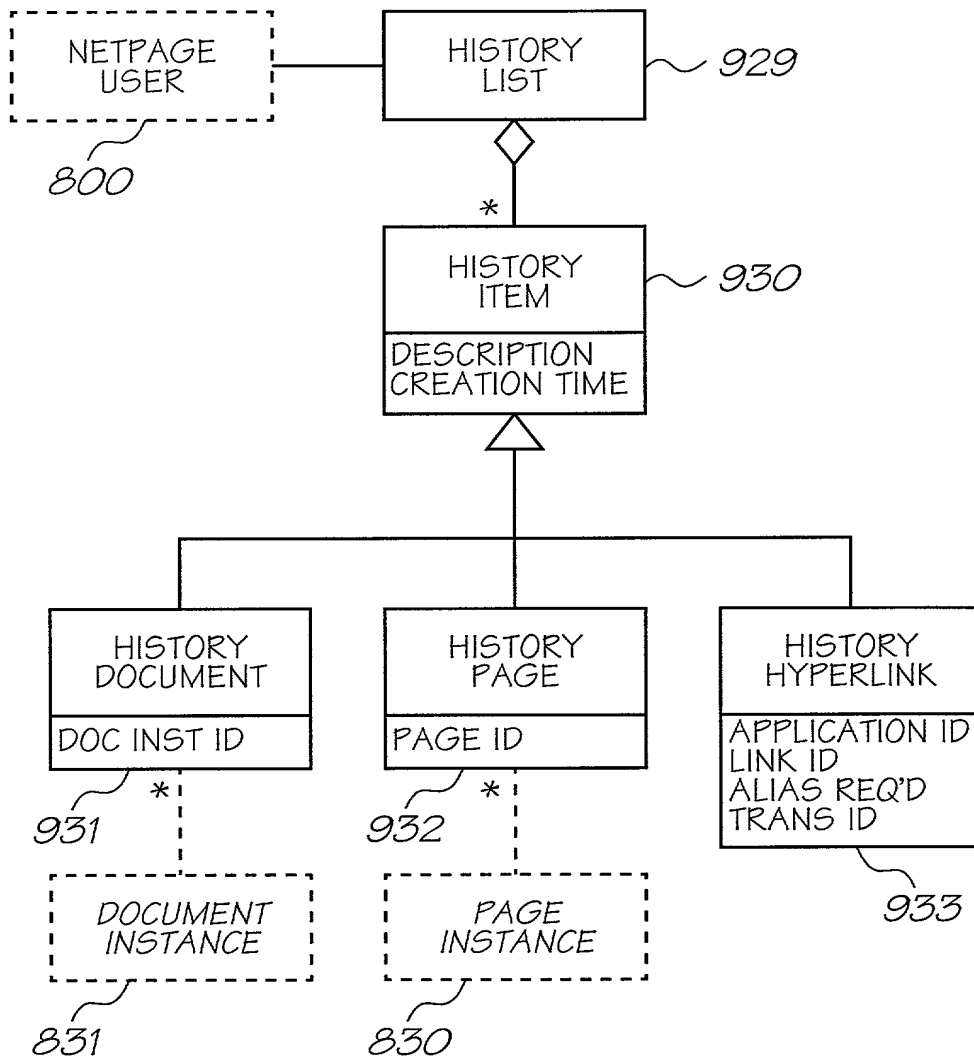 NETPAGE
USER
800
HISTORY
LIST
929
*
HISTORY
ITEM
930
DESCRIPTION
CREATION TIME
HISTORY
DOCUMENT
DOC INST ID
931
*
HISTORY
PAGE
PAGE ID
932
*
HISTORY
HYPERLINK
APPLICATION ID
LINK ID
ALIAS REQ'D
TRANS ID
933
DOCUMENT
INSTANCE
831
PAGE
INSTANCE
830